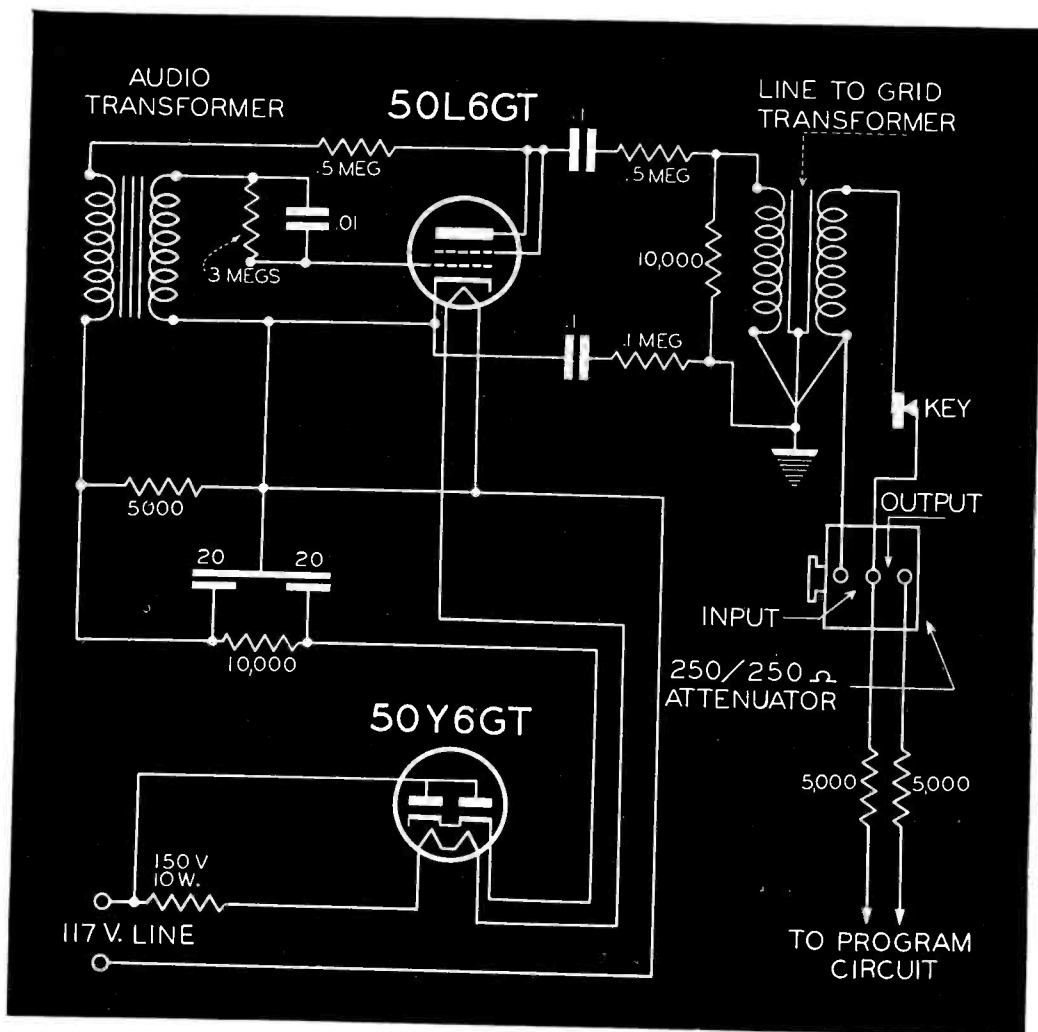 AUDIO
TRANSFORMER
50L6GT
.1
LINE TO GRID
TRANSFORMER
.5 MEG
.5 MEG
.01
3 MEGS
10,000
.1
.1 MEG
KEY
5000
OUTPUT
20
20
INPUT
10,000
250/250 Ω
ATTENUATOR
50Y6GT
5,000
5,000
150 V
10 W.
117 V. LINE
TO PROGRAM
CIRCUIT